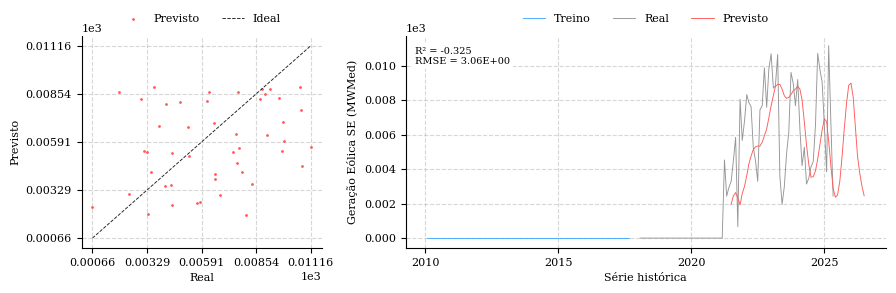 Previsto Ideal
1e3
0.01116
0.00854
0.00591
0.00329
0.00066
Previsto
0.00066 0.00329 0.00591 0.00854 0.01116
Real
1e3
Treino Real Previsto
1e3
R² = -0.325
RMSE = 3.06E+00
0.010
0.008
0.006
0.004
0.002
0.000
Geração Eólica SE (MWMed)
2010 2015 2020 2025
Série histórica